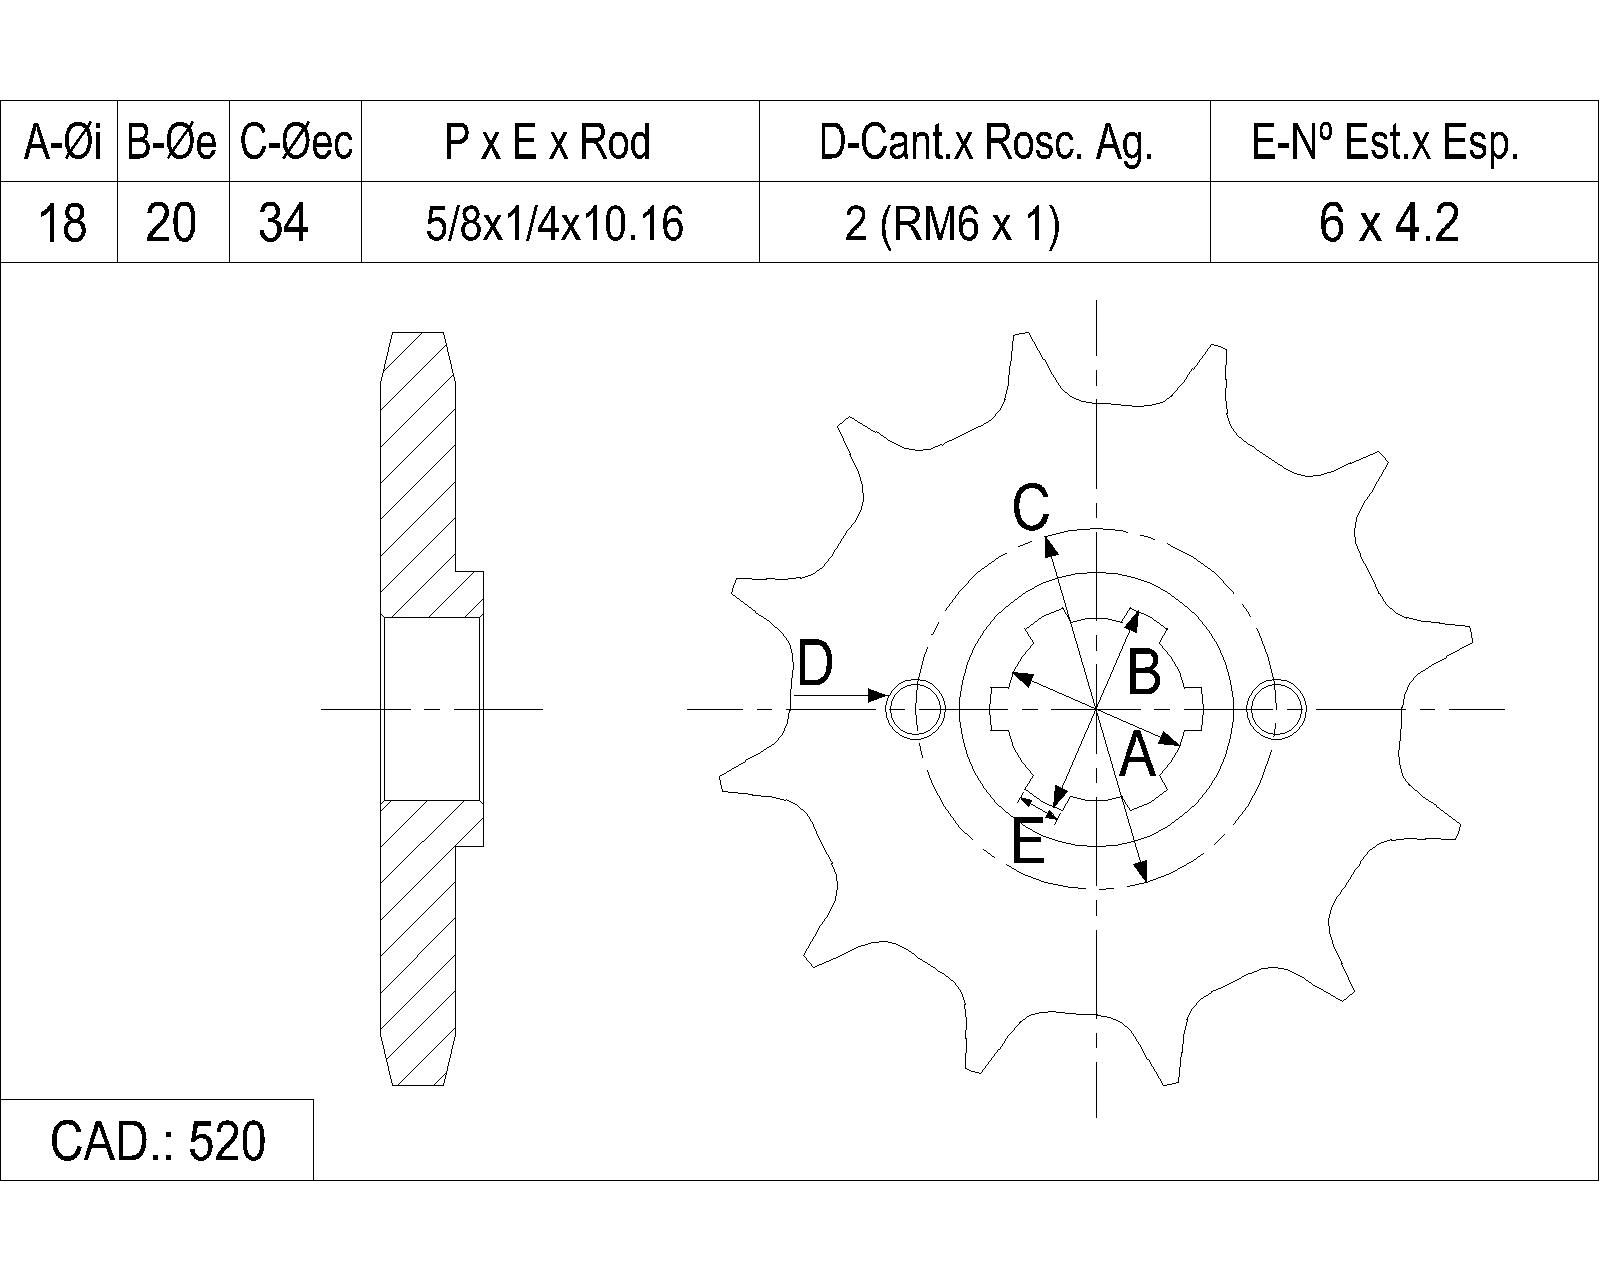 A-Øi B-Øe C-Øec P x E x Rod D-Cant.x Rosc. Ag. E-Nº Est.x Esp.
18 20 34 5/8x1/4x10.16 2 (RM6 x 1) 6 x 4.2
C
D
B
A
E
CAD.: 520